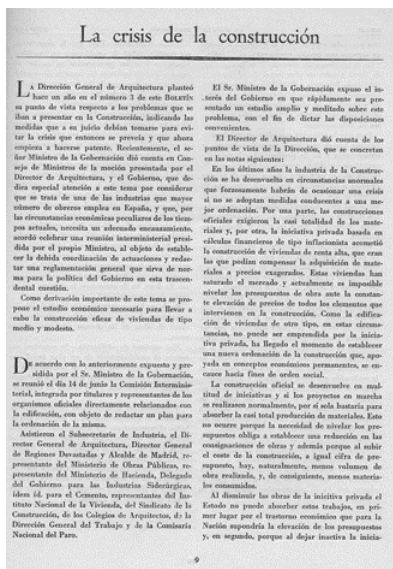 La crisis de la construcción
LA Dirección General de Arquitectura planteó
hace un año en el número 3 de este BOLETÍN
su punto de vista respecto a los problemas que se
iban a presentar en la Construcción, indicando las
medidas que a su juicio debían tomarse para evi-
tar la crisis que entonces se preveía y que ahora
empieza a hacerse patente. Recientemente, el se-
ñor Ministro de la Gobernación dió cuenta en Con-
sejo de Ministros de la moción presentada por el
Director de Arquitectura, y el Gobierno, que de-
dica especial atención a este tema por considerar
que se trata de una de las industrias que mayor
número de obreros emplea en España, y que, por
las circunstancias económicas peculiares de los tiem-
pos actuales, necesita un adecuado encauzamiento,
acordó celebrar una reunión interministerial presi-
dida por el propio Ministro, al objeto de estable-
cer la debida coordinación de actuaciones y redac-
tar una reglamentación general que sirva de nor-
ma para la política del Gobierno en esta trascen-
dental cuestión.
Como derivación importante de este tema se pro-
pone el estudio económico necesario para llevar a
cabo la construcción eficaz de viviendas de tipo
medio y modesto.
DE acuerdo con lo anteriormente expuesto y pre-
sidida por el Sr. Ministro de la Gobernación,
se reunió el día 14 de junio la Comisión Interminis-
terial, integrada por titulares y representantes de los
organismos oficiales directamente relacionados con
la edificación, con objeto de redactar un plan para
la ordenación de la misma.
Asistieron el Subsecretario de Industria, el Di-
rector General de Arquitectura, Director General
de Regiones Devastadas y Alcalde de Madrid, re-
presentante del Ministerio de Obras Públicas, re-
presentante del Ministerio de Hacienda, Delegado
del Gobierno para las Industrias Siderúrgicas,
ídem íd. para el Cemento, representantes del Ins-
tituto Nacional de la Vivienda, del Sindicato de la
Construcción, de los Colegios de Arquitectos, de la
Dirección General del Trabajo y de la Comisaría
Nacional del Paro.
El Sr. Ministro de la Gobernación expuso el in-
terés del Gobierno en que rápidamente sea pre-
sentado un estudio amplio y meditado sobre este
problema, con el fin de dictar las disposiciones
convenientes.
El Director de Arquitectura dió cuenta de los
puntos de vista de la Dirección, que se concretan
en las notas siguientes:
En los últimos años la industria de la Construc-
ción se ha desenvuelto en circunstancias anormales
que forzosamente habrán de ocasionar una crisis
si no se adoptan medidas conducentes a una me-
jor ordenación. Por una parte, las construcciones
oficiales exigieron la casi totalidad de los mate-
riales y, por otra, la iniciativa privada basada en
cálculos financieros de tipo inflacionista acometió
la construcción de viviendas de renta alta, que eran
las que podían compensar la adquisición de mate-
riales a precios exagerados. Estas viviendas han
saturado el mercado y actualmente es imposible
nivelar los presupuestos de obra ante la constan-
te elevación de precios de todos los elementos que
intervienen en la construcción. Como la edifica-
ción de viviendas de otro tipo, en estas circuns-
tancias, no puede ser emprendida por la inicia-
tiva privada, ha llegado el momento de establecer
una nueva ordenación de la construcción que, apo-
yada en conceptos económicos permanentes, se en-
cauce hacia fines de orden social.
La construcción oficial se desenvuelve en mul-
titud de iniciativas y si los proyectos en marcha
se realizasen normalmente, por sí sola bastaría para
absorber la casi total producción de materiales. Esto
no ocurre porque la necesidad de nivelar los pre-
supuestos obliga a establecer una reducción en las
consignaciones de obras y además porque al subir
el coste de la construcción, a igual cifra de pre-
supuesto, hay, naturalmente, menos volumen de
obra realizado, y, de consiguiente, menos materia-
les consumidos.
Al disminuir las obras de la inicitiva privada el
Estado no puede absorber estos trabajos, en pri-
mer lugar por el trastorno económico que para la
Nación supondría la elevación de los presupuestos
y, en segundo, porque al dejar inactiva la inicia-
9